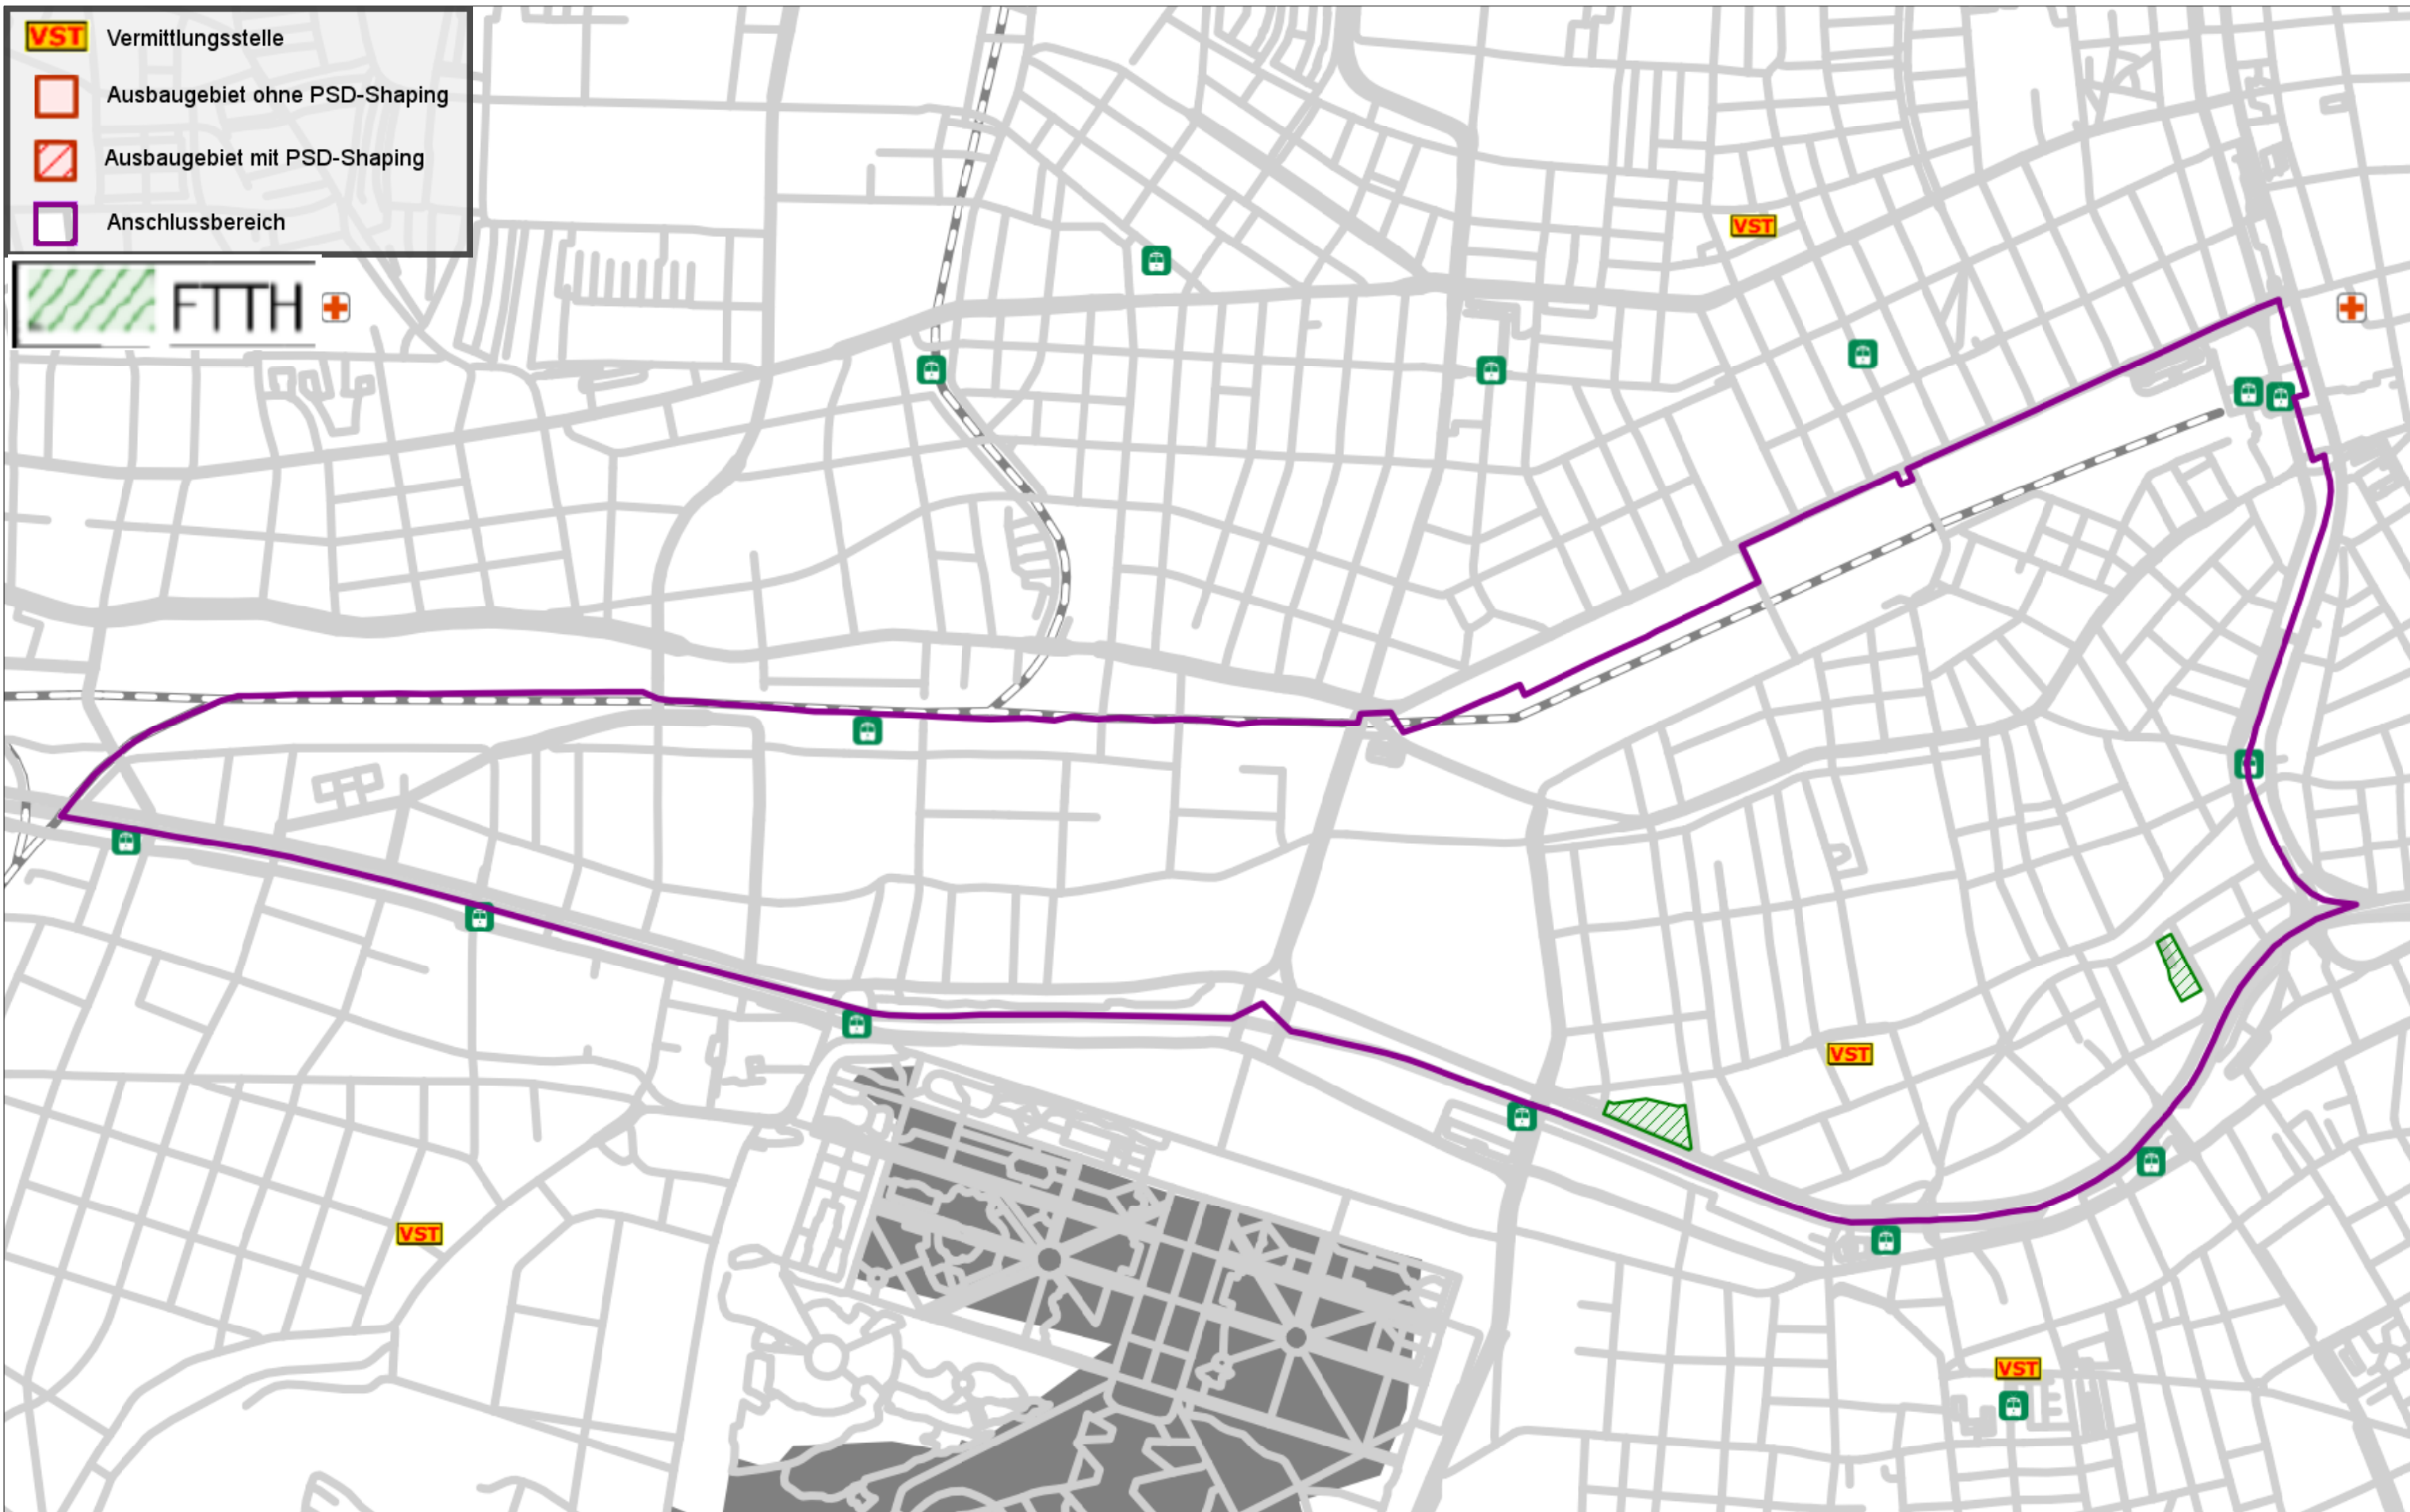 VST Vermittlungsstelle
Ausbaugebiet ohne PSD-Shaping
Ausbaugebiet mit PSD-Shaping
Anschlussbereich
FTTH
VST
VST
VST
VST